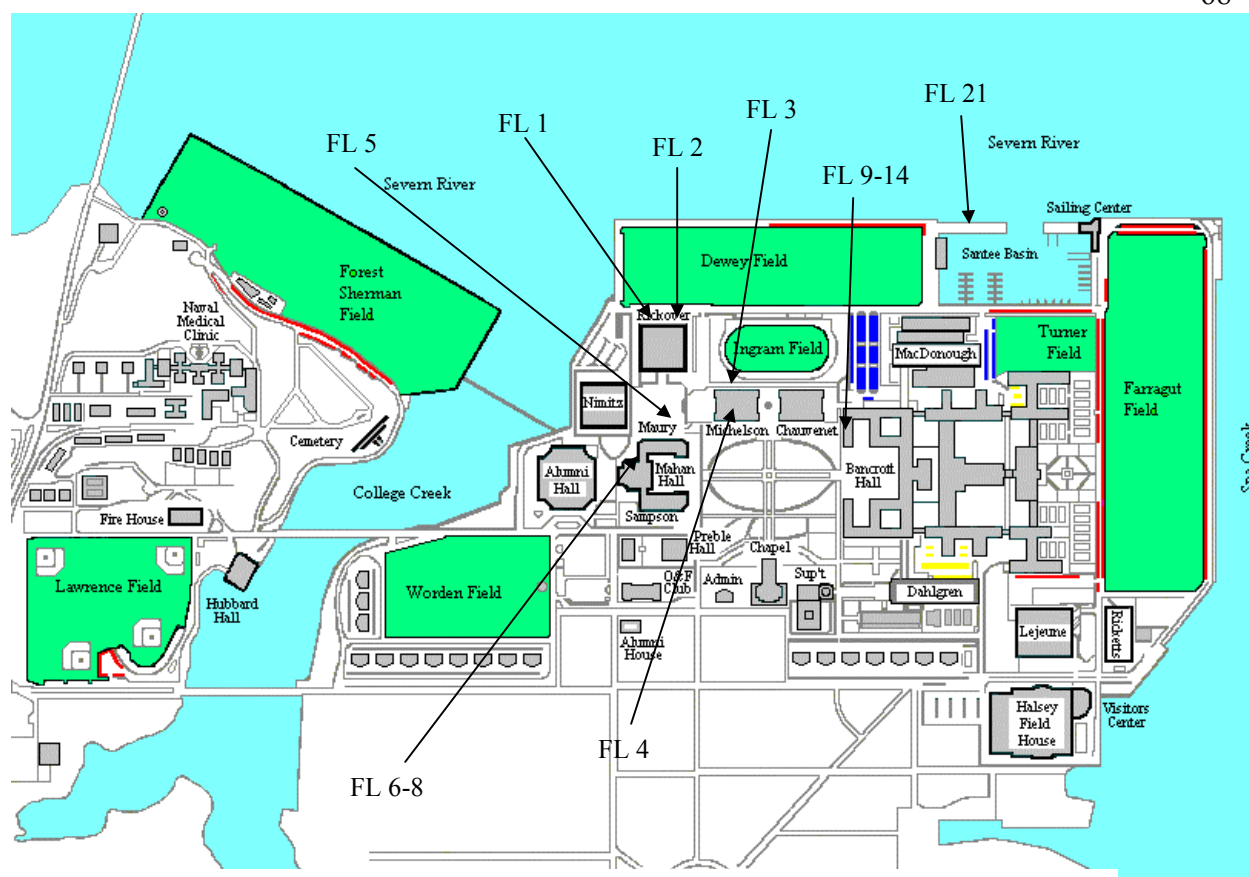 FL 21
FL 3
FL 1
FL 5
FL 2
Severn River
FL 9-14
Severn River
Sailing Center
Santee Basin
Dewey Field
Forest
Sherman
Field
Naval
Medical
Clinic
Rickover
Ingram Field
MacDonough
Turner
Field
Farragut
Field
Nimitz
Maury
Michelson
Chauvenet
Cemetery
Alumni
Hall
Mahan
Hall
Bancroft
Hall
Spa Creek
College Creek
Fire House
Sampson
Preble
Hall
Chapel
Lawrence Field
Hubbard
Hall
Worden Field
O&F
Club
Admin
Sup't
Dahlgren
Alumni
House
Lejeune
Ricketts
Halsey
Field
House
Visitors
Center
FL 4
FL 6-8